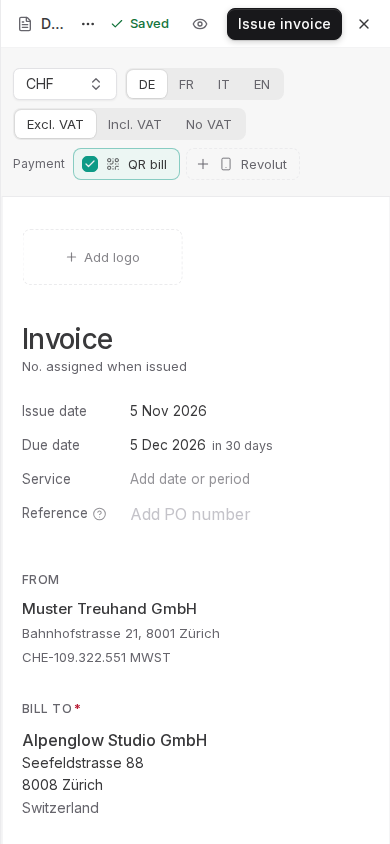 D...
Saved
Issue invoice
CHF
DE FR IT EN
Excl. VAT Incl. VAT No VAT
Payment QR bill Revolut
Add logo
Invoice
No. assigned when issued
Issue date 5 Nov 2026
Due date 5 Dec 2026 in 30 days
Service Add date or period
Reference Add PO number
FROM
Muster Treuhand GmbH
Bahnhofstrasse 21, 8001 Zürich
CHE-109.322.551 MWST
BILL TO*
Alpenglow Studio GmbH
Seefeldstrasse 88
8008 Zürich
Switzerland